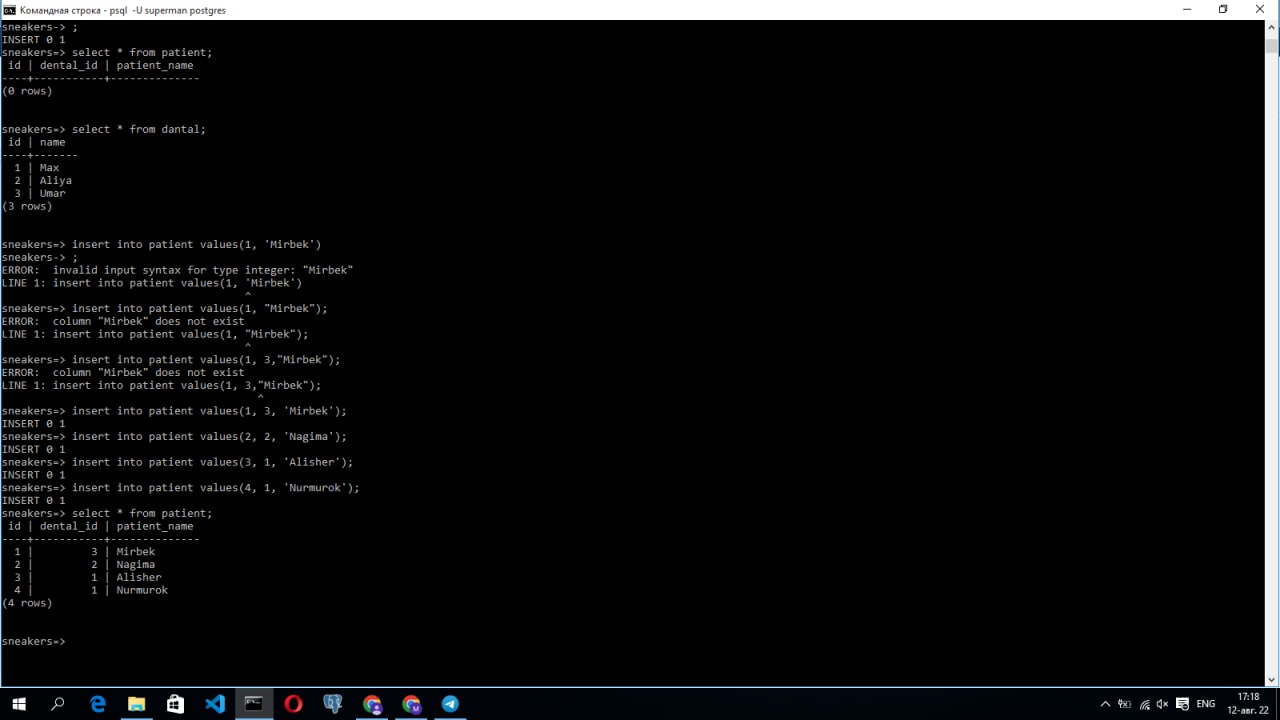 Командная строка - psql -U superman postgres
sneakers-> ;
INSERT 0 1
sneakers=> select * from patient;
 id | dental_id | patient_name
----+-----------+--------------
(0 rows)
sneakers=> select * from dantal;
 id | name
----+-------
  1 | Max
  2 | Aliya
  3 | Umar
(3 rows)
sneakers=> insert into patient values(1, 'Mirbek')
sneakers-> ;
ERROR:  invalid input syntax for type integer: "Mirbek"
LINE 1: insert into patient values(1, 'Mirbek')
                                      ^
sneakers=> insert into patient values(1, "Mirbek");
ERROR:  column "Mirbek" does not exist
LINE 1: insert into patient values(1, "Mirbek");
                                      ^
sneakers=> insert into patient values(1, 3,"Mirbek");
ERROR:  column "Mirbek" does not exist
LINE 1: insert into patient values(1, 3,"Mirbek");
                                        ^
sneakers=> insert into patient values(1, 3, 'Mirbek');
INSERT 0 1
sneakers=> insert into patient values(2, 2, 'Nagima');
INSERT 0 1
sneakers=> insert into patient values(3, 1, 'Alisher');
INSERT 0 1
sneakers=> insert into patient values(4, 1, 'Nurmurok');
INSERT 0 1
sneakers=> select * from patient;
 id | dental_id | patient_name
----+-----------+--------------
  1 |         3 | Mirbek
  2 |         2 | Nagima
  3 |         1 | Alisher
  4 |         1 | Nurmurok
(4 rows)
sneakers=>
ENG
17:18
12-авг. 22